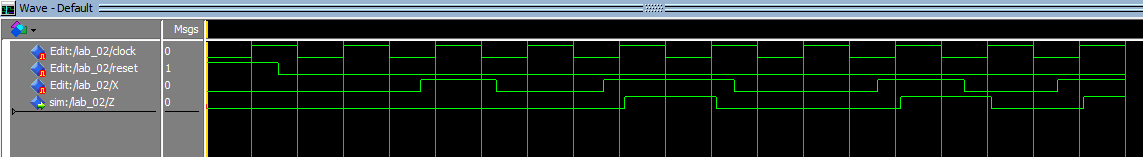 Wave - Default
Msgs
Edit:/lab_02/clock 0
Edit:/lab_02/reset 1
Edit:/lab_02/X 0
sim:/lab_02/Z 0